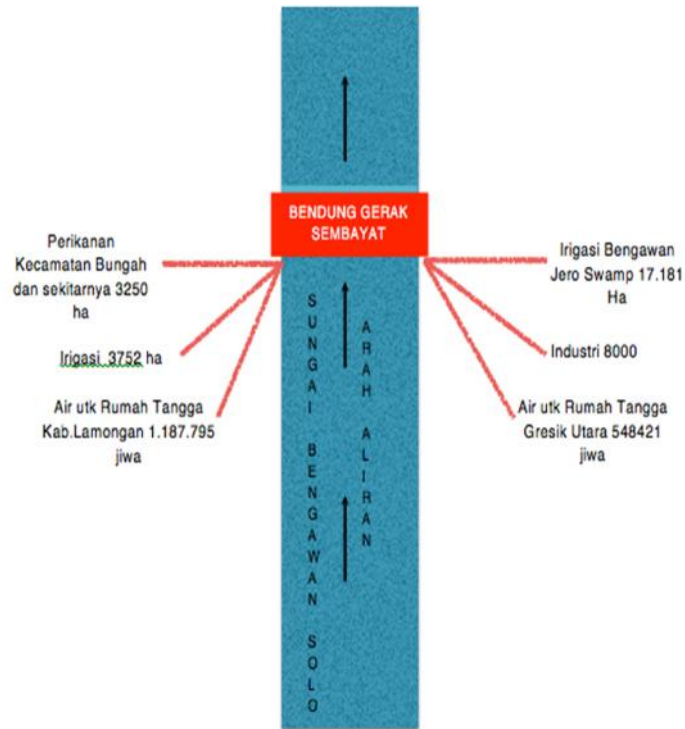 BENDUNG GERAK
SEMBAYAT
Perikanan
Kecamatan Bungah
dan sekitarnya 3250
ha
Irigasi  3752 ha
Air utk Rumah Tangga
Kab.Lamongan 1.187.795
jiwa
SUNGAI BENGAWAN SOLO
ARAH ALIRAN
Irigasi Bengawan
Jero Swamp 17.181
Ha
Industri 8000
Air utk Rumah Tangga
Gresik Utara 548421
jiwa